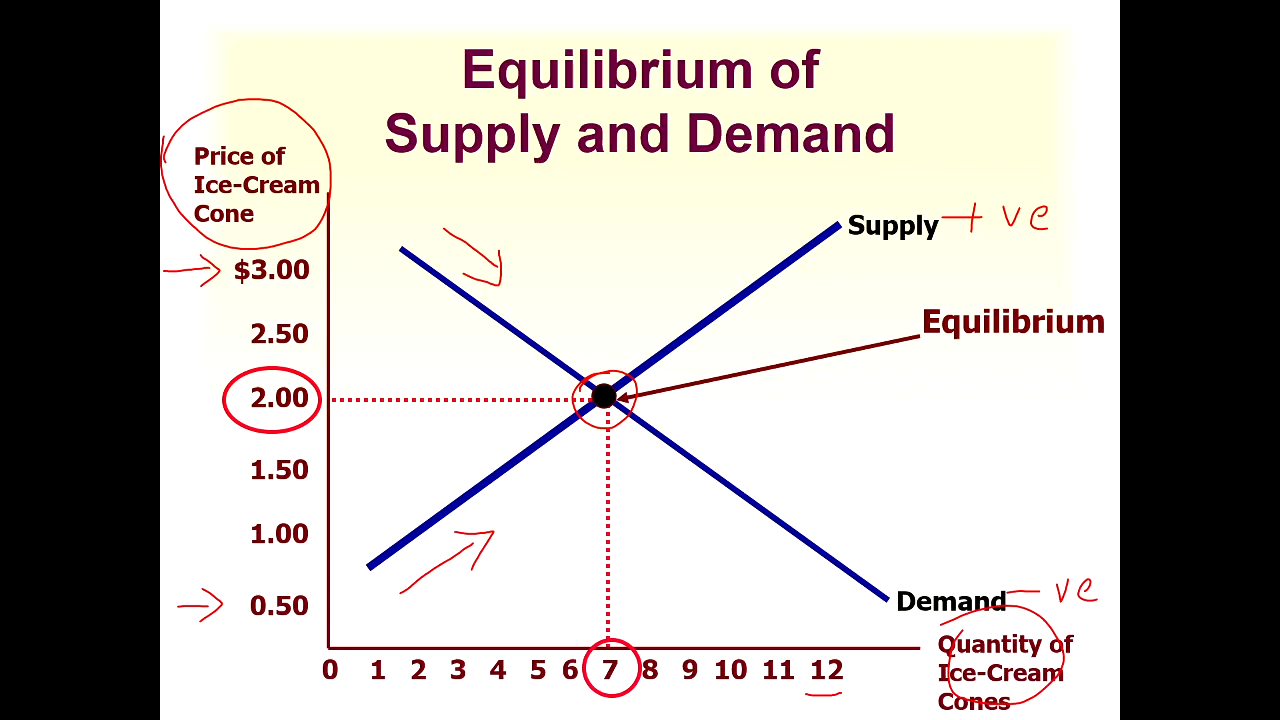 Equilibrium of
Supply and Demand
Price of
Ice-Cream
Cone
Supply + ve
$3.00
Equilibrium
2.50
2.00
1.50
1.00
0.50
Demand - ve
0 1 2 3 4 5 6 7 8 9 10 11 12
Quantity of
Ice-Cream
Cones